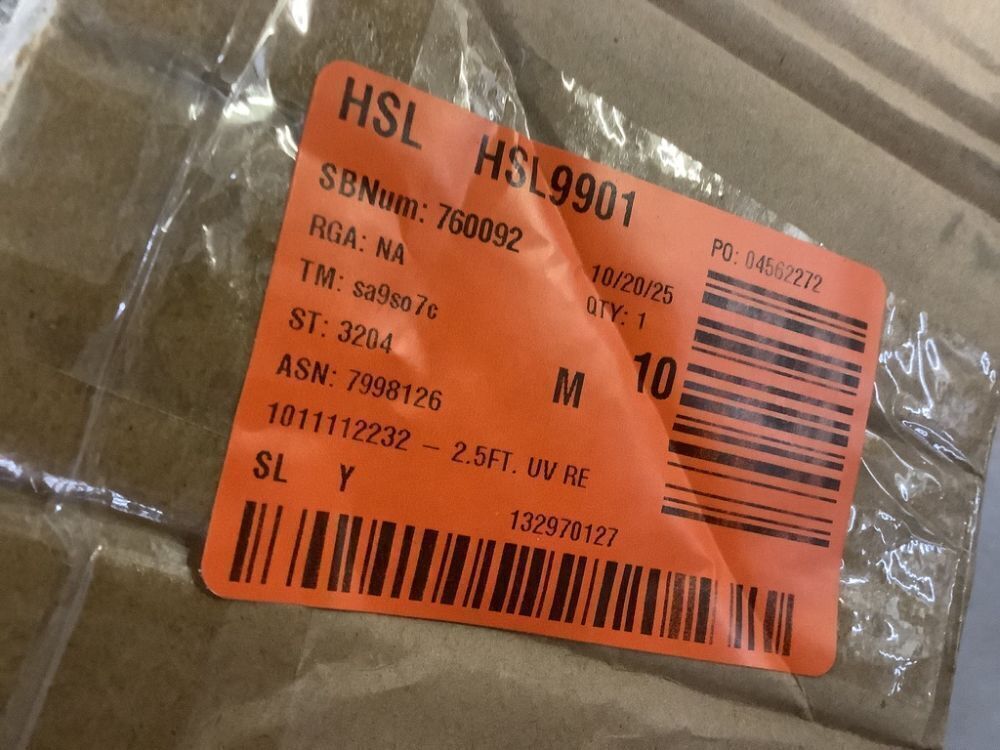 HSL HSL9901
SBNum: 760092
RGA: NA
TM: sa9so7c
ST: 3204
ASN: 7998126
10/20/25
QTY: 1
M 10
PO: 04562272
1011112232 – 2.5FT. UV RE
SL Y
132970127